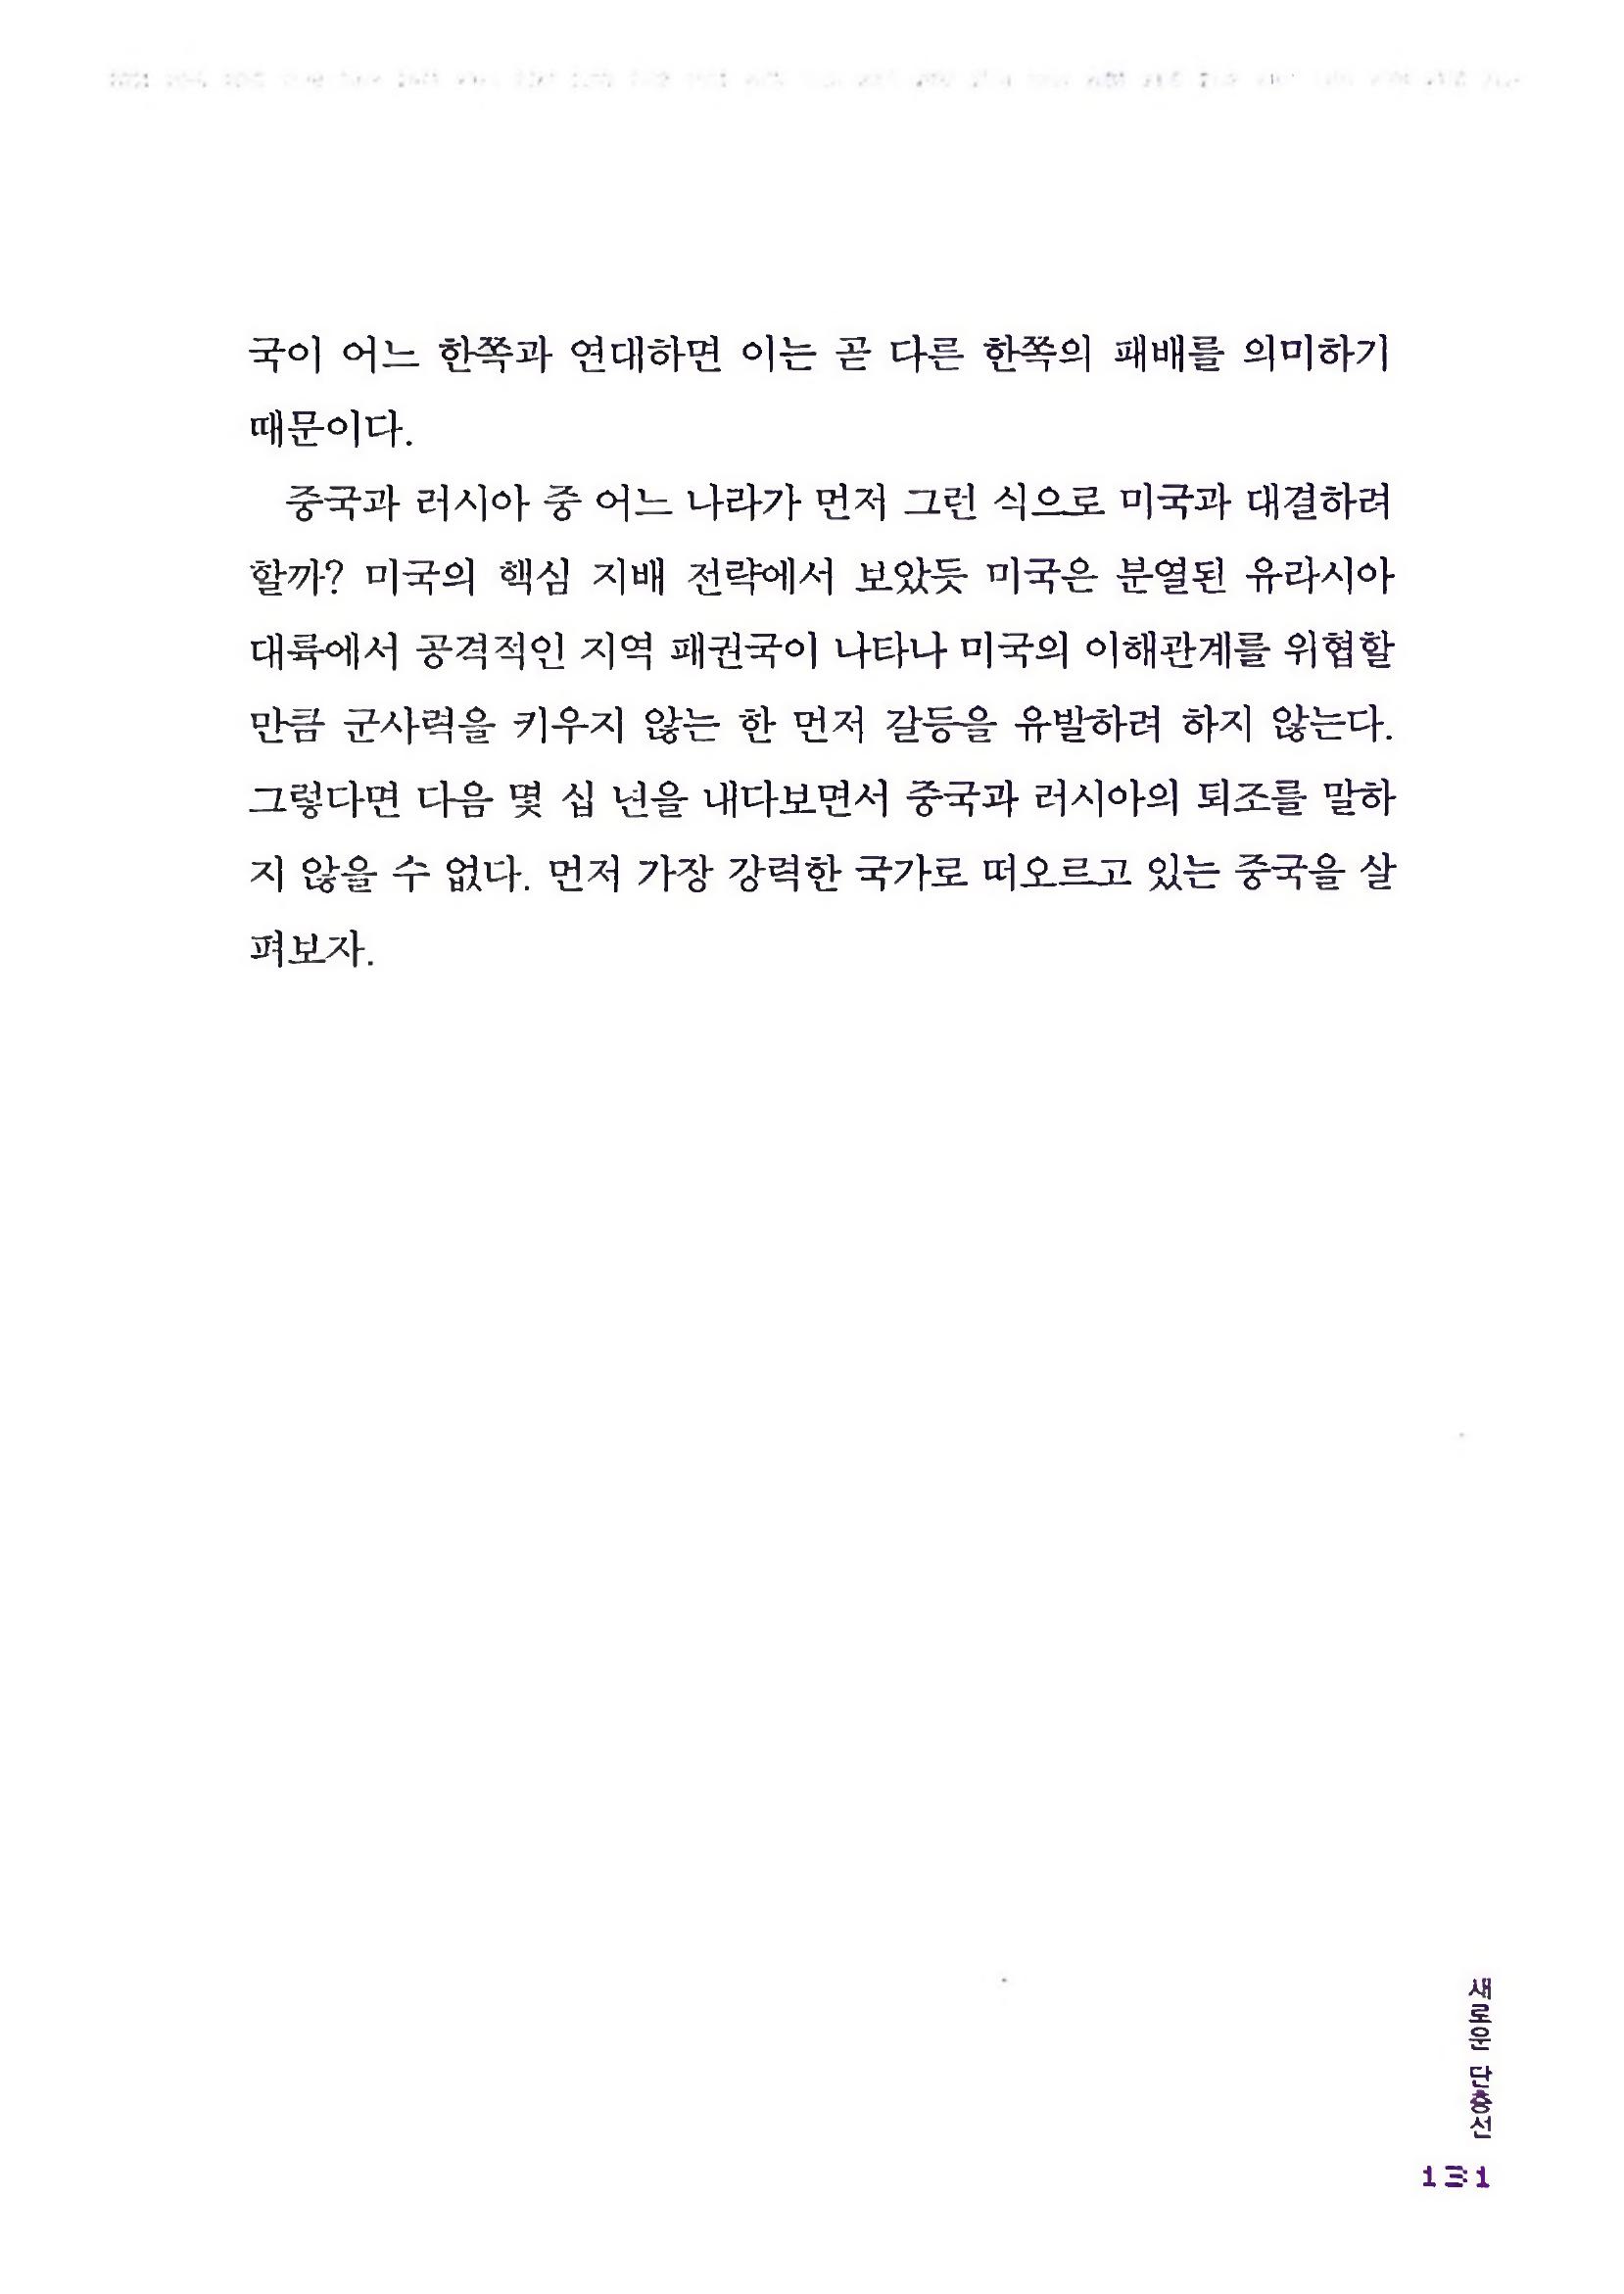 국이 어느 한쪽과 연대하면 이는 곧 다른 한쪽의 패배를 의미하기
때문이다.
중국과 러시아 중 어느 나라가 먼저 그런 식으로 미국과 대결하려
할까? 미국의 핵심 지배 전략에서 보았듯 미국은 분열된 유라시아
대륙에서 공격적인 지역 패권국이 나타나 미국의 이해관계를 위협할
만큼 군사력을 키우지 않는 한 먼저 갈등을 유발하려 하지 않는다.
그렇다면 다음 몇 십 년을 내다보면서 중국과 러시아의 퇴조를 말하
지 않을 수 없다. 먼저 가장 강력한 국가로 떠오르고 있는 중국을 살
펴보자.
새로운 단층선
131